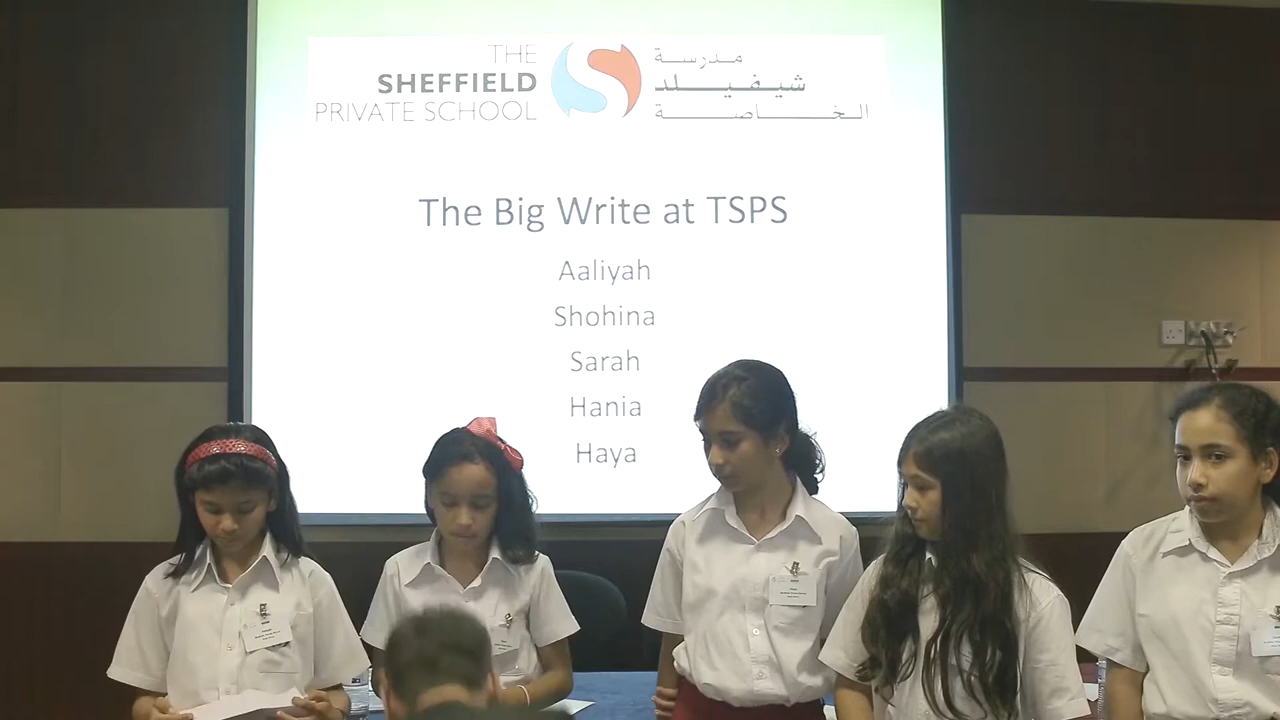 THE
SHEFFIELD
PRIVATE SCHOOL
مدرسة
شيفيلد
الخاصة
The Big Write at TSPS
Aaliyah
Shohina
Sarah
Hania
Haya